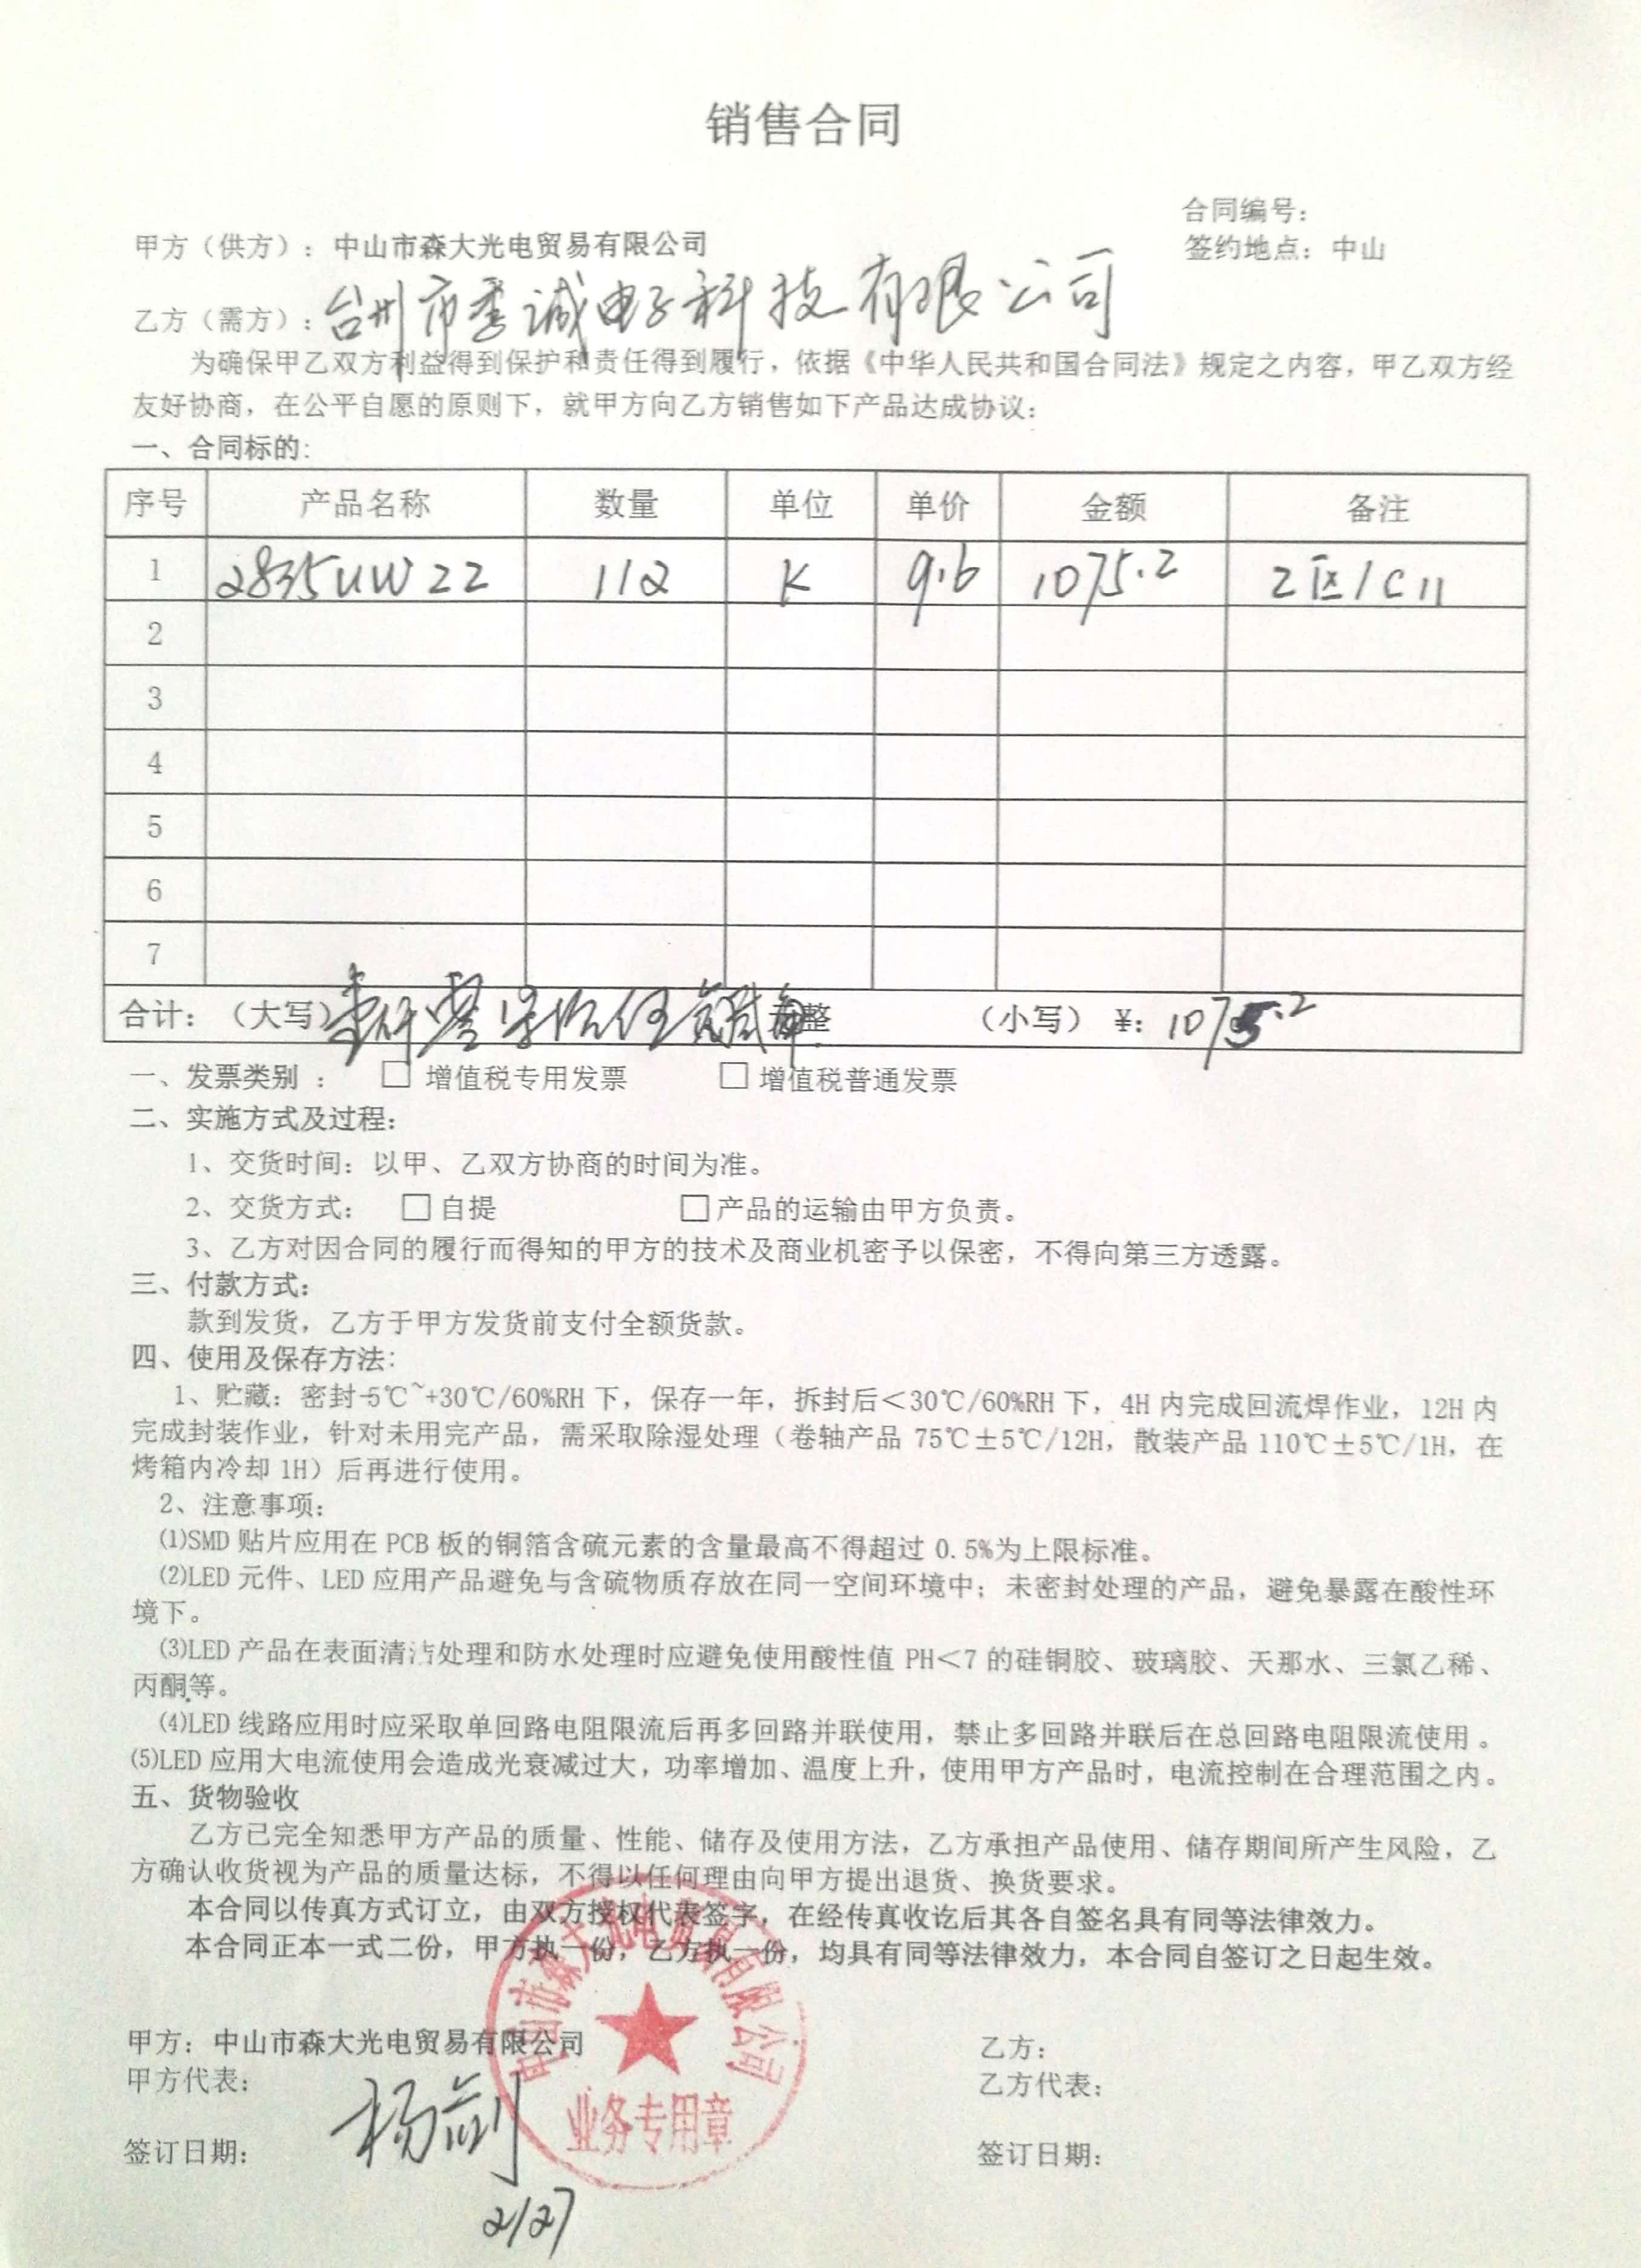 销售合同
合同编号：
甲方（供方）：中山市森大光电贸易有限公司
签约地点：中山
乙方（需方）：台州市秀诚电子科技有限公司
为确保甲乙双方利益得到保护和责任得到履行，依据《中华人民共和国合同法》规定之内容，甲乙双方经
友好协商，在公平自愿的原则下，就甲方向乙方销售如下产品达成协议：
一、合同标的：
序号 产品名称 数量 单位 单价 金额 备注
1 2835UW22 112 K 9.6 1075.2 2区/C11
2
3
4
5
6
7
合计：（大写）壹仟零柒拾伍元贰角整 （小写）¥：1075.2
一、发票类别 ： □ 增值税专用发票 □ 增值税普通发票
二、实施方式及过程：
1、交货时间：以甲、乙双方协商的时间为准。
2、交货方式： □ 自提 □产品的运输由甲方负责。
3、乙方对因合同的履行而得知的甲方的技术及商业机密予以保密，不得向第三方透露。
三、付款方式：
款到发货，乙方于甲方发货前支付全额货款。
四、使用及保存方法：
1、贮藏：密封-5℃~+30℃/60%RH 下，保存一年，拆封后＜30℃/60%RH 下，4H 内完成回流焊作业，12H 内
完成封装作业，针对未用完产品，需采取除湿处理（卷轴产品 75℃±5℃/12H，散装产品 110℃±5℃/1H，在
烤箱内冷却 1H）后再进行使用。
2、注意事项：
⑴SMD 贴片应用在 PCB 板的铜箔含硫元素的含量最高不得超过 0.5%为上限标准。
⑵LED 元件、LED 应用产品避免与含硫物质存放在同一空间环境中；未密封处理的产品，避免暴露在酸性环
境下。
⑶LED 产品在表面清洁处理和防水处理时应避免使用酸性值 PH＜7 的硅铜胶、玻璃胶、天那水、三氯乙稀、
丙酮等。
⑷LED 线路应用时应采取单回路电阻限流后再多回路并联使用，禁止多回路并联后在总回路电阻限流使用。
⑸LED 应用大电流使用会造成光衰减过大，功率增加、温度上升，使用甲方产品时，电流控制在合理范围之内。
五、货物验收
乙方已完全知悉甲方产品的质量、性能、储存及使用方法，乙方承担产品使用、储存期间所产生风险，乙
方确认收货视为产品的质量达标，不得以任何理由向甲方提出退货、换货要求。
本合同以传真方式订立，由双方授权代表签字，在经传真收讫后其各自签名具有同等法律效力。
本合同正本一式二份，甲方执一份，乙方执一份，均具有同等法律效力，本合同自签订之日起生效。
中山市森大光电贸易有限公司
业务专用章
甲方：中山市森大光电贸易有限公司
乙方：
甲方代表：杨剑
乙方代表：
签订日期：
签订日期：
2/27